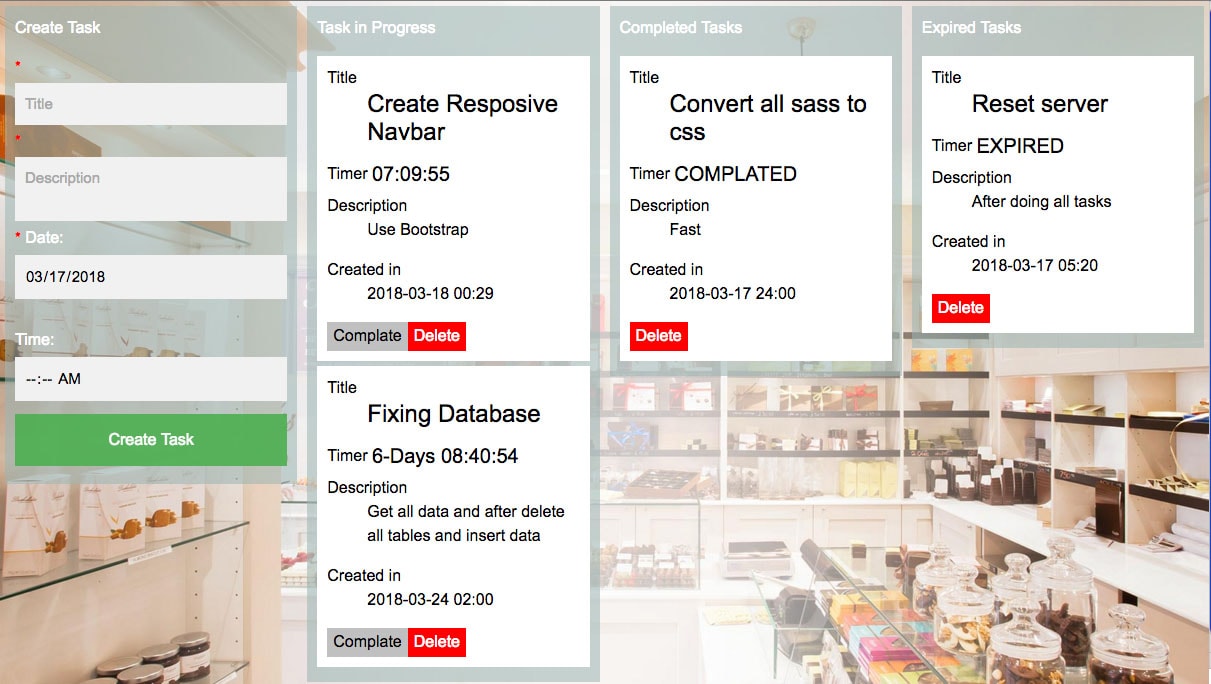 Create Task
*
Title
*
Description
* Date:
03/17/2018
Time:
--:-- AM
Create Task
Task in Progress
Title
Create Resposive
Navbar
Timer 07:09:55
Description
Use Bootstrap
Created in
2018-03-18 00:29
Complate Delete
Title
Fixing Database
Timer 6-Days 08:40:54
Description
Get all data and after delete
all tables and insert data
Created in
2018-03-24 02:00
Complate Delete
Completed Tasks
Title
Convert all sass to
css
Timer COMPLATED
Description
Fast
Created in
2018-03-17 24:00
Delete
Expired Tasks
Title
Reset server
Timer EXPIRED
Description
After doing all tasks
Created in
2018-03-17 05:20
Delete